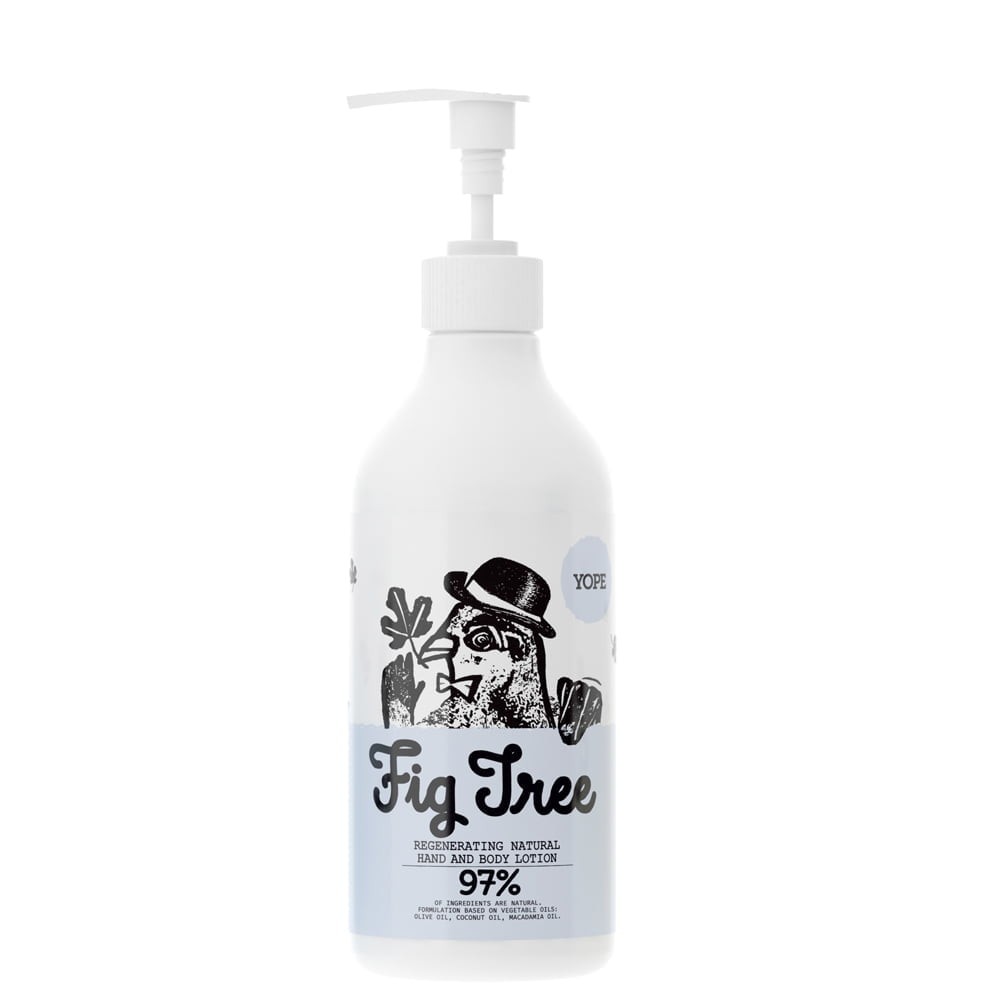 YOPE
Fig Tree
REGENERATING NATURAL
HAND AND BODY LOTION
97%
OF INGREDIENTS ARE NATURAL.
FORMULATION BASED ON VEGETABLE OILS:
OLIVE OIL, COCONUT OIL, MACADAMIA OIL.